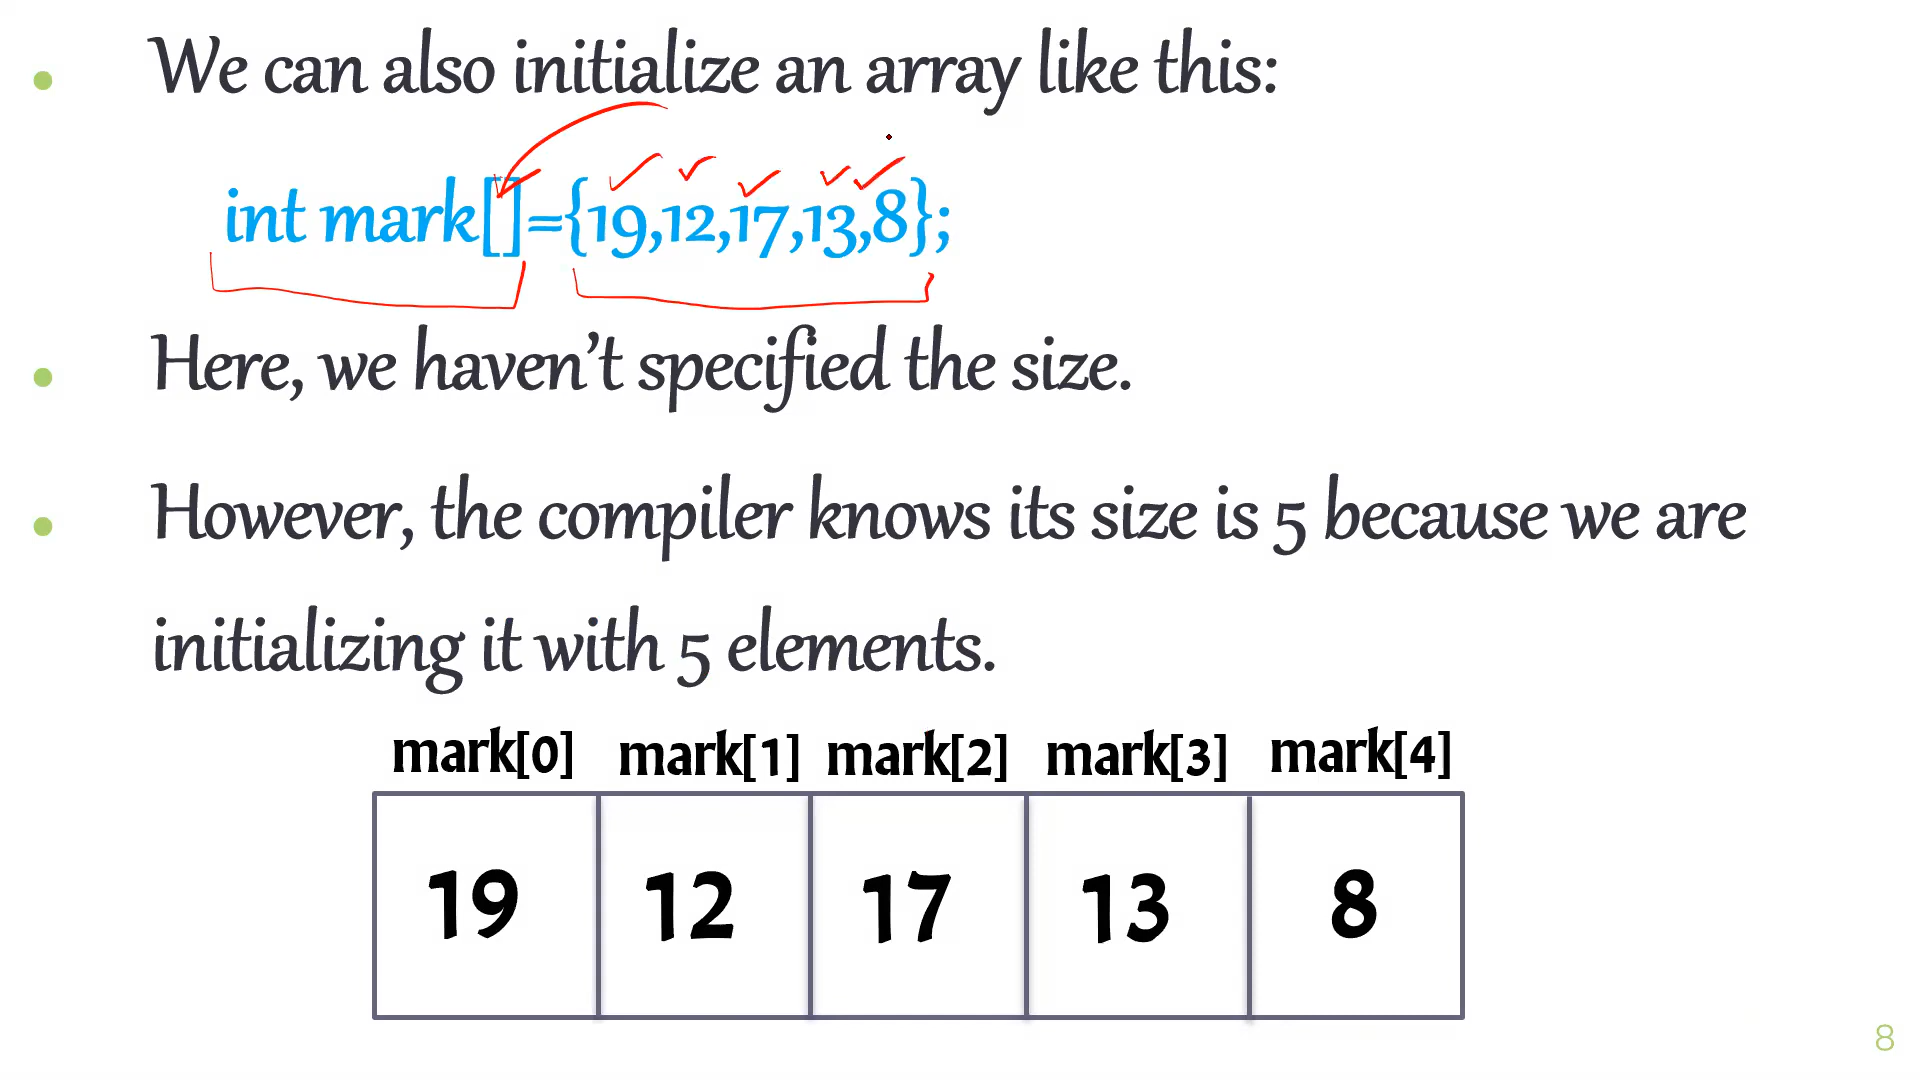 We can also initialize an array like this:
int mark[]={19,12,17,13,8};
Here, we haven’t specified the size.
However, the compiler knows its size is 5 because we are
initializing it with 5 elements.
mark[0] mark[1] mark[2] mark[3] mark[4]
19 12 17 13 8
8